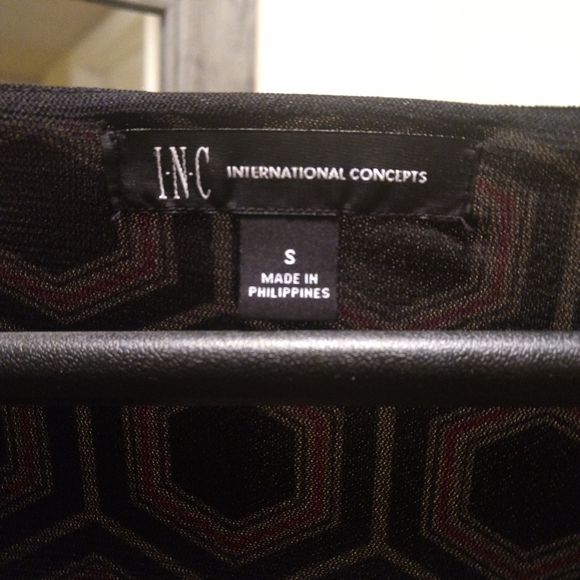 I·N·C INTERNATIONAL CONCEPTS
S
MADE IN
PHILIPPINES